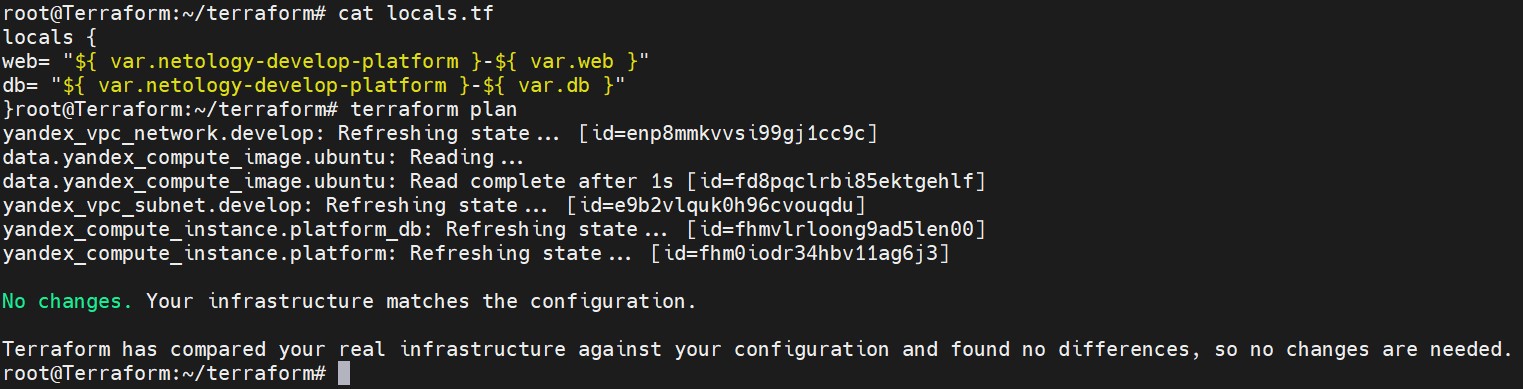 root@Terraform:~/terraform# cat locals.tf
locals {
web= "${ var.netology-develop-platform }-${ var.web }"
db= "${ var.netology-develop-platform }-${ var.db }"
}root@Terraform:~/terraform# terraform plan
yandex_vpc_network.develop: Refreshing state... [id=enp8mmkvvsi99gj1cc9c]
data.yandex_compute_image.ubuntu: Reading...
data.yandex_compute_image.ubuntu: Read complete after 1s [id=fd8pqclrbi85ektgehlf]
yandex_vpc_subnet.develop: Refreshing state... [id=e9b2vlquk0h96cvouqdu]
yandex_compute_instance.platform_db: Refreshing state... [id=fhmvlrloong9ad5len00]
yandex_compute_instance.platform: Refreshing state... [id=fhm0iodr34hbv11ag6j3]
No changes. Your infrastructure matches the configuration.
Terraform has compared your real infrastructure against your configuration and found no differences, so no changes are needed.
root@Terraform:~/terraform#